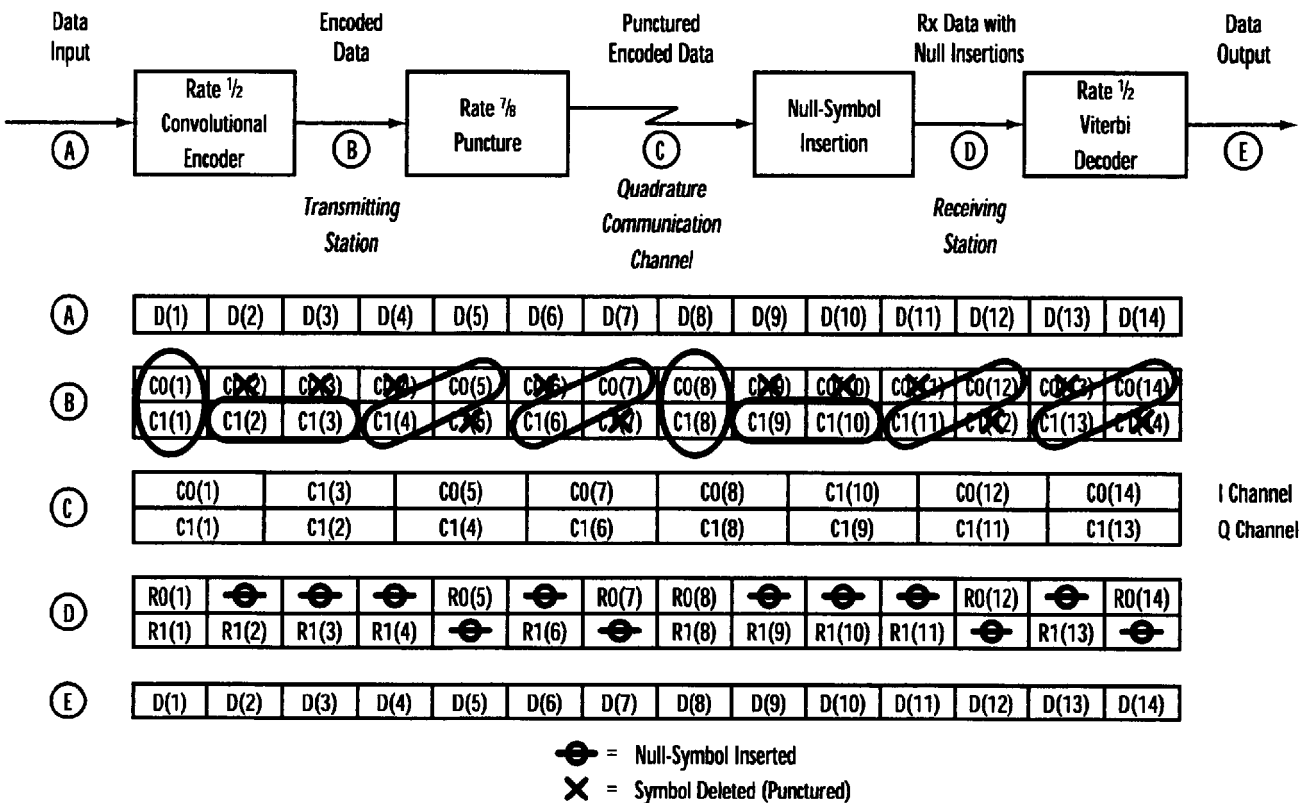 Data Input
Encoded Data
Punctured Encoded Data
Rx Data with Null Insertions
Data Output
Rate 1/2 Convolutional Encoder
Rate 7/8 Puncture
Null-Symbol Insertion
Rate 1/2 Viterbi Decoder
A
B
C
D
E
Transmitting Station
Quadrature Communication Channel
Receiving Station
A
D(1) D(2) D(3) D(4) D(5) D(6) D(7) D(8) D(9) D(10) D(11) D(12) D(13) D(14)
B
C0(1) C0(5) C0(7) C0(8) C0(12) C0(14)
C1(1) C1(2) C1(3) C1(4) C1(6) C1(8) C1(9) C1(10) C1(11) C1(13)
C
C0(1) C1(3) C0(5) C0(7) C0(8) C1(10) C0(12) C0(14) I Channel
C1(1) C1(2) C1(4) C1(6) C1(8) C1(9) C1(11) C1(13) Q Channel
D
R0(1) R0(5) R0(7) R0(8) R0(12) R0(14)
R1(1) R1(2) R1(3) R1(4) R1(6) R1(8) R1(9) R1(10) R1(11) R1(13)
E
D(1) D(2) D(3) D(4) D(5) D(6) D(7) D(8) D(9) D(10) D(11) D(12) D(13) D(14)
= Null-Symbol Inserted
= Symbol Deleted (Punctured)